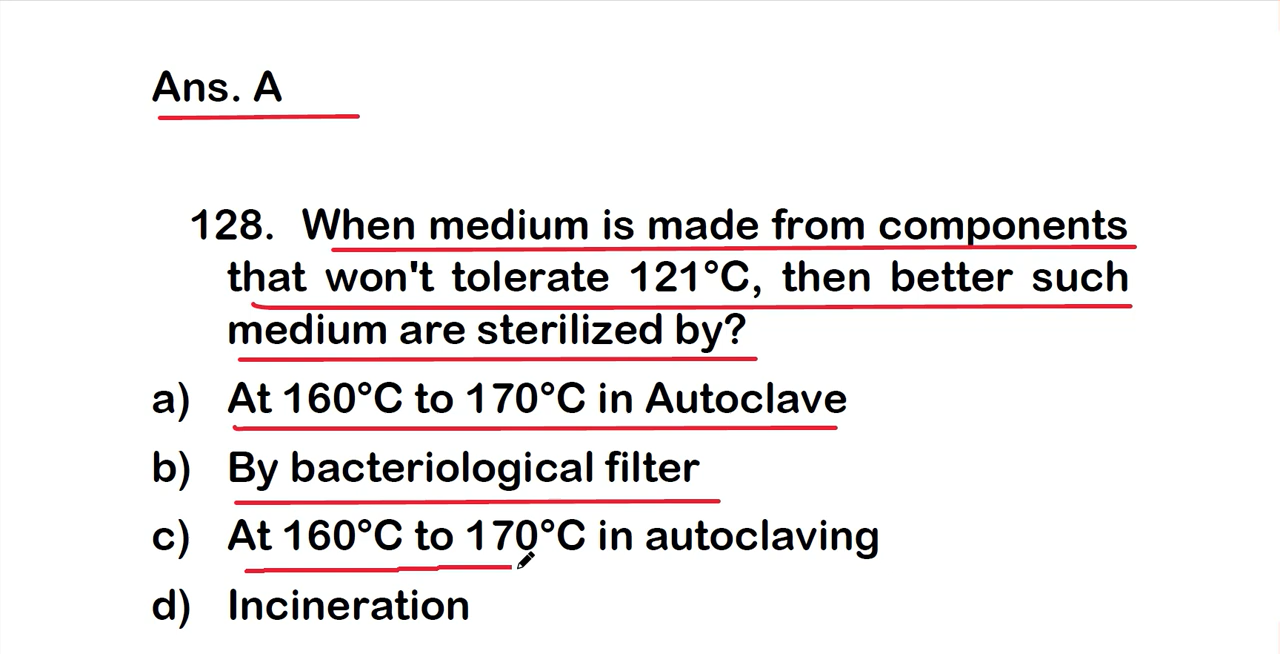 Ans. A
128. When medium is made from components
that won't tolerate 121°C, then better such
medium are sterilized by?
a) At 160°C to 170°C in Autoclave
b) By bacteriological filter
c) At 160°C to 170°C in autoclaving
d) Incineration